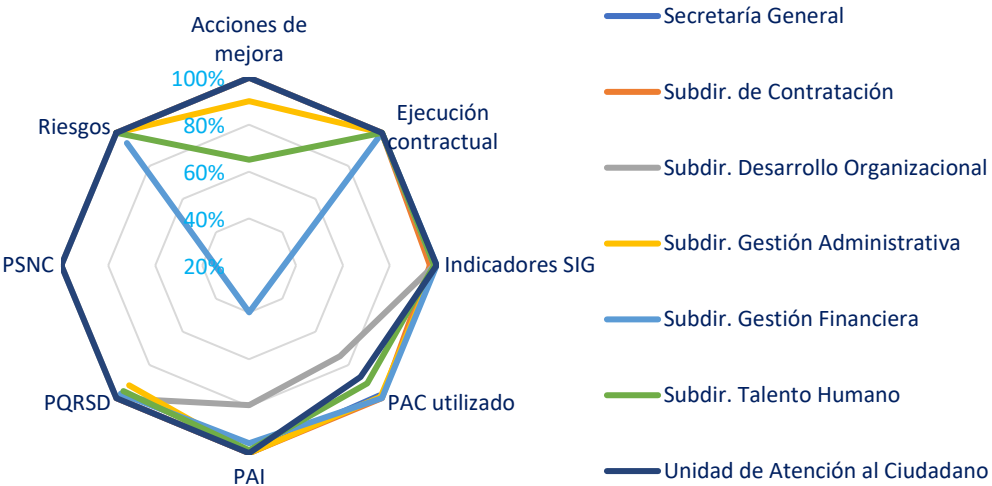 Acciones de
mejora
100%
80%
60%
40%
20%
Ejecución
contractual
Indicadores SIG
PAC utilizado
PAI
PQRSD
PSNC
Riesgos
Secretaría General
Subdir. de Contratación
Subdir. Desarrollo Organizacional
Subdir. Gestión Administrativa
Subdir. Gestión Financiera
Subdir. Talento Humano
Unidad de Atención al Ciudadano